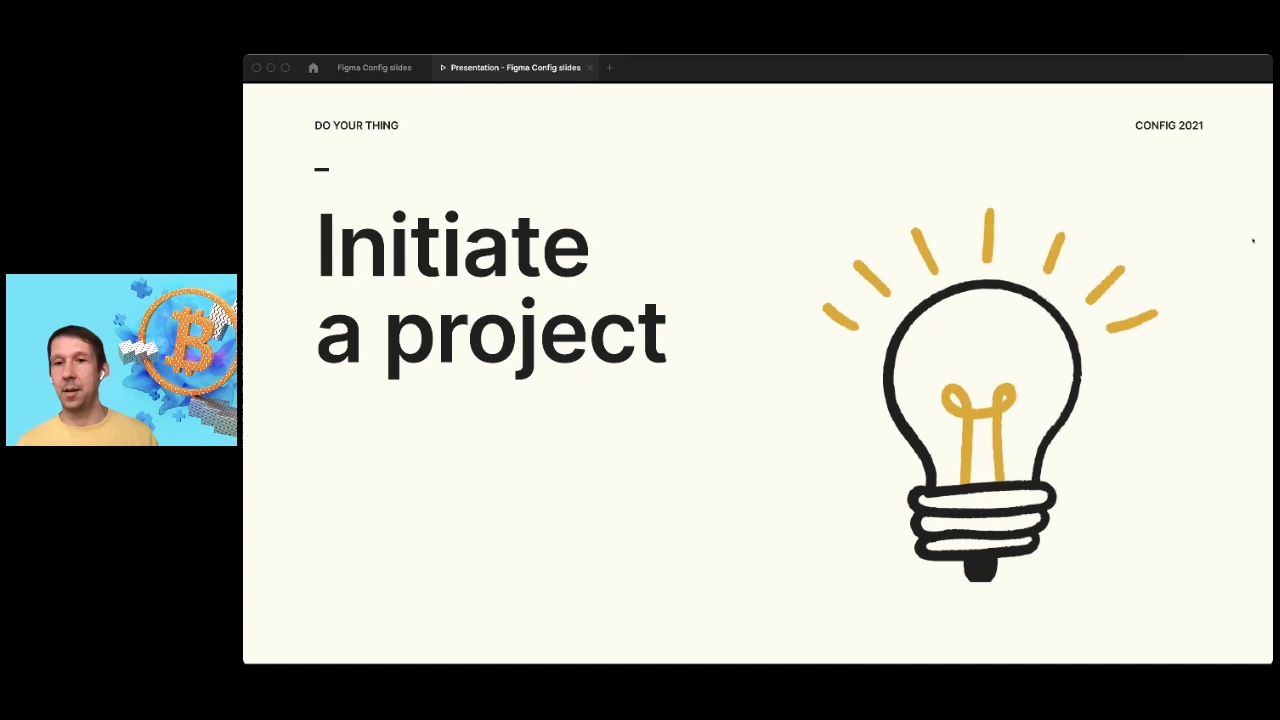 Figma Config slides
Presentation - Figma Config slides
DO YOUR THING
CONFIG 2021
Initiate
a project